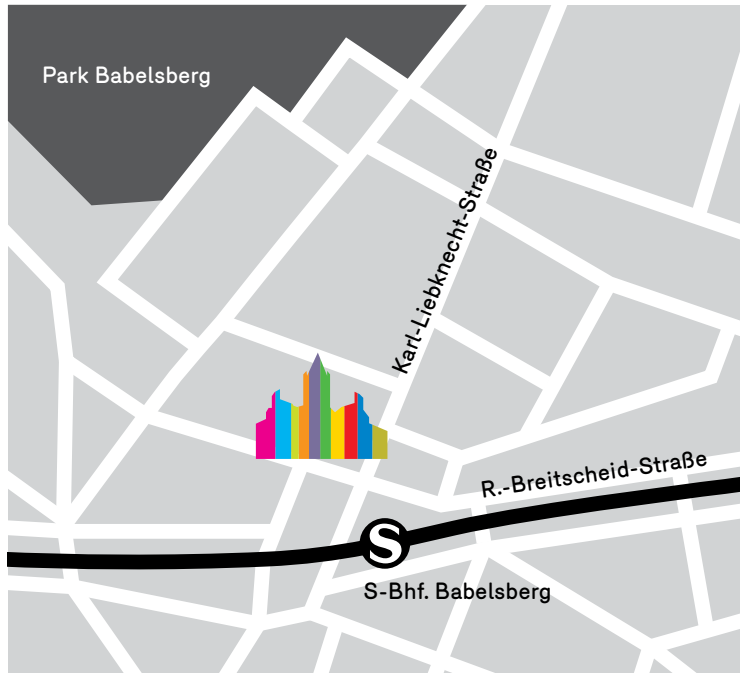 Park Babelsberg
Karl-Liebknecht-Straße
R.-Breitscheid-Straße
S
S-Bhf. Babelsberg